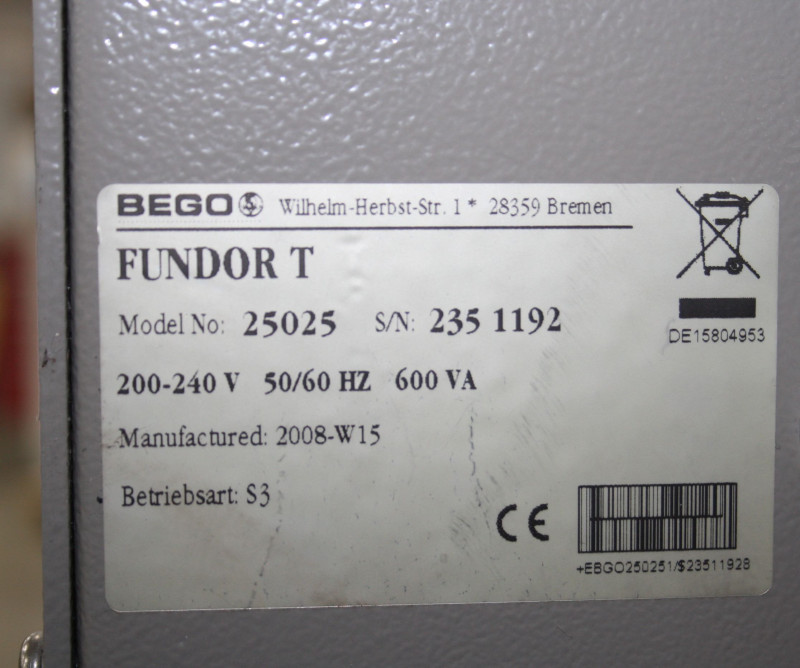 BEGO Wilhelm-Herbst-Str. 1 * 28359 Bremen
FUNDOR T
Model No: 25025 S/N: 235 1192
DE15804953
200-240 V 50/60 HZ 600 VA
Manufactured: 2008-W15
Betriebsart: S3
CE
+EBGO250251/$23511928